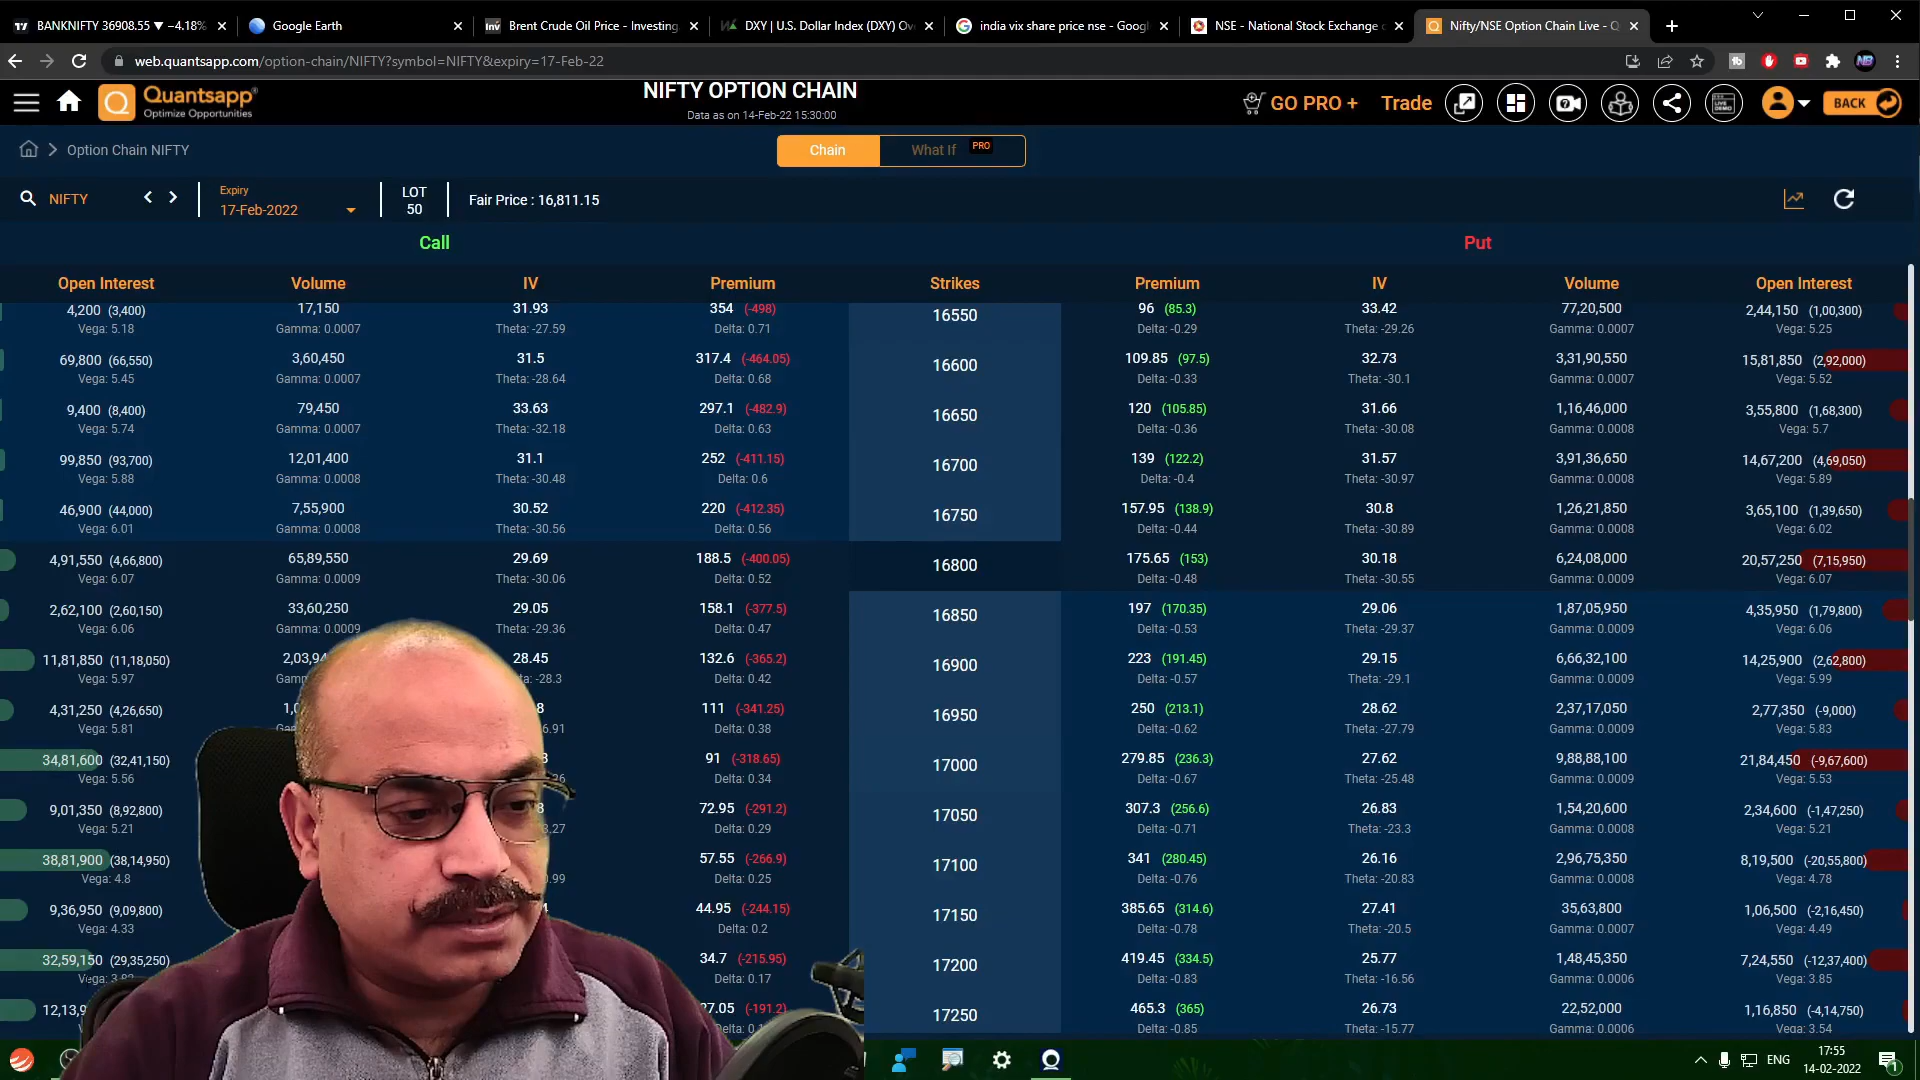 BANKNIFTY 36908.55 ▼ −4.18%
Google Earth
Brent Crude Oil Price - Investing.
DXY | U.S. Dollar Index (DXY) Ov
india vix share price nse - Googl
NSE - National Stock Exchange
Nifty/NSE Option Chain Live - Q
web.quantsapp.com/option-chain/NIFTY?symbol=NIFTY&expiry=17-Feb-22
Quantsapp
Optimize Opportunities
NIFTY OPTION CHAIN
Data as on 14-Feb-22 15:30:00
GO PRO + Trade BACK
Option Chain NIFTY
Chain What If PRO
NIFTY
Expiry
17-Feb-2022
LOT
50
Fair Price : 16,811.15
Call Put
Open Interest Volume IV Premium Strikes Premium IV Volume Open Interest
4,200 (3,400) 17,150 31.93 354 (-498) 16550 96 (85.3) 33.42 77,20,500 2,44,150 (1,00,300)
Vega: 5.18 Gamma: 0.0007 Theta: -27.59 Delta: 0.71 Delta: -0.29 Theta: -29.26 Gamma: 0.0007 Vega: 5.25
69,800 (66,550) 3,60,450 31.5 317.4 (-464.05) 16600 109.85 (97.5) 32.73 3,31,90,550 15,81,850 (2,92,000)
Vega: 5.45 Gamma: 0.0007 Theta: -28.64 Delta: 0.68 Delta: -0.33 Theta: -30.1 Gamma: 0.0007 Vega: 5.52
9,400 (8,400) 79,450 33.63 297.1 (-482.9) 16650 120 (105.85) 31.66 1,16,46,000 3,55,800 (1,68,300)
Vega: 5.74 Gamma: 0.0007 Theta: -32.18 Delta: 0.63 Delta: -0.36 Theta: -30.08 Gamma: 0.0008 Vega: 5.7
99,850 (93,700) 12,01,400 31.1 252 (-411.15) 16700 139 (122.2) 31.57 3,91,36,650 14,67,200 (4,69,050)
Vega: 5.88 Gamma: 0.0008 Theta: -30.48 Delta: 0.6 Delta: -0.4 Theta: -30.97 Gamma: 0.0008 Vega: 5.89
46,900 (44,000) 7,55,900 30.52 220 (-412.35) 16750 157.95 (138.9) 30.8 1,26,21,850 3,65,100 (1,39,650)
Vega: 6.01 Gamma: 0.0008 Theta: -30.56 Delta: 0.56 Delta: -0.44 Theta: -30.89 Gamma: 0.0008 Vega: 6.02
4,91,550 (4,66,800) 65,89,550 29.69 188.5 (-400.05) 16800 175.65 (153) 30.18 6,24,08,000 20,57,250 (7,15,950)
Vega: 6.07 Gamma: 0.0009 Theta: -30.06 Delta: 0.52 Delta: -0.48 Theta: -30.55 Gamma: 0.0009 Vega: 6.07
2,62,100 (2,60,150) 33,60,250 29.05 158.1 (-377.5) 16850 197 (170.35) 29.06 1,87,05,950 4,35,950 (1,79,800)
Vega: 6.06 Gamma: 0.0009 Theta: -29.36 Delta: 0.47 Delta: -0.53 Theta: -29.37 Gamma: 0.0009 Vega: 6.06
11,81,850 (11,18,050) 2,03,94 28.45 132.6 (-365.2) 16900 223 (191.45) 29.15 6,66,32,100 14,25,900 (2,62,800)
Vega: 5.97 Gam -28.3 Delta: 0.42 Delta: -0.57 Theta: -29.1 Gamma: 0.0009 Vega: 5.99
4,31,250 (4,26,650) 1,0 8 111 (-341.25) 16950 250 (213.1) 28.62 2,37,17,050 2,77,350 (-9,000)
Vega: 5.81 Gam 6.91 Delta: 0.38 Delta: -0.62 Theta: -27.79 Gamma: 0.0009 Vega: 5.83
34,81,600 (32,41,150) 3 91 (-318.65) 17000 279.85 (236.3) 27.62 9,88,88,100 21,84,450 (-9,67,600)
Vega: 5.56 26 Delta: 0.34 Delta: -0.67 Theta: -25.48 Gamma: 0.0009 Vega: 5.53
9,01,350 (8,92,800) 8 72.95 (-291.2) 17050 307.3 (256.6) 26.83 1,54,20,600 2,34,600 (-1,47,250)
Vega: 5.21 3.27 Delta: 0.29 Delta: -0.71 Theta: -23.3 Gamma: 0.0008 Vega: 5.21
38,81,900 (38,14,950) 57.55 (-266.9) 17100 341 (280.45) 26.16 2,96,75,350 8,19,500 (-20,55,800)
Vega: 4.8 .99 Delta: 0.25 Delta: -0.76 Theta: -20.83 Gamma: 0.0008 Vega: 4.78
9,36,950 (9,09,800) 4 44.95 (-244.15) 17150 385.65 (314.6) 27.41 35,63,800 1,06,500 (-2,16,450)
Vega: 4.33 Delta: 0.2 Delta: -0.78 Theta: -20.5 Gamma: 0.0007 Vega: 4.49
32,59,150 (29,35,250) 34.7 (-215.95) 17200 419.45 (334.5) 25.77 1,48,45,350 7,24,550 (-12,37,400)
Vega: Delta: 0.17 Delta: -0.83 Theta: -16.56 Gamma: 0.0006 Vega: 3.85
12,13,9 7.05 (-191.2) 17250 465.3 (365) 26.73 22,52,000 1,16,850 (-4,14,750)
Delta: -0.85 Theta: -15.77 Gamma: 0.0006 Vega: 3.54
ENG 17:55
14-02-2022